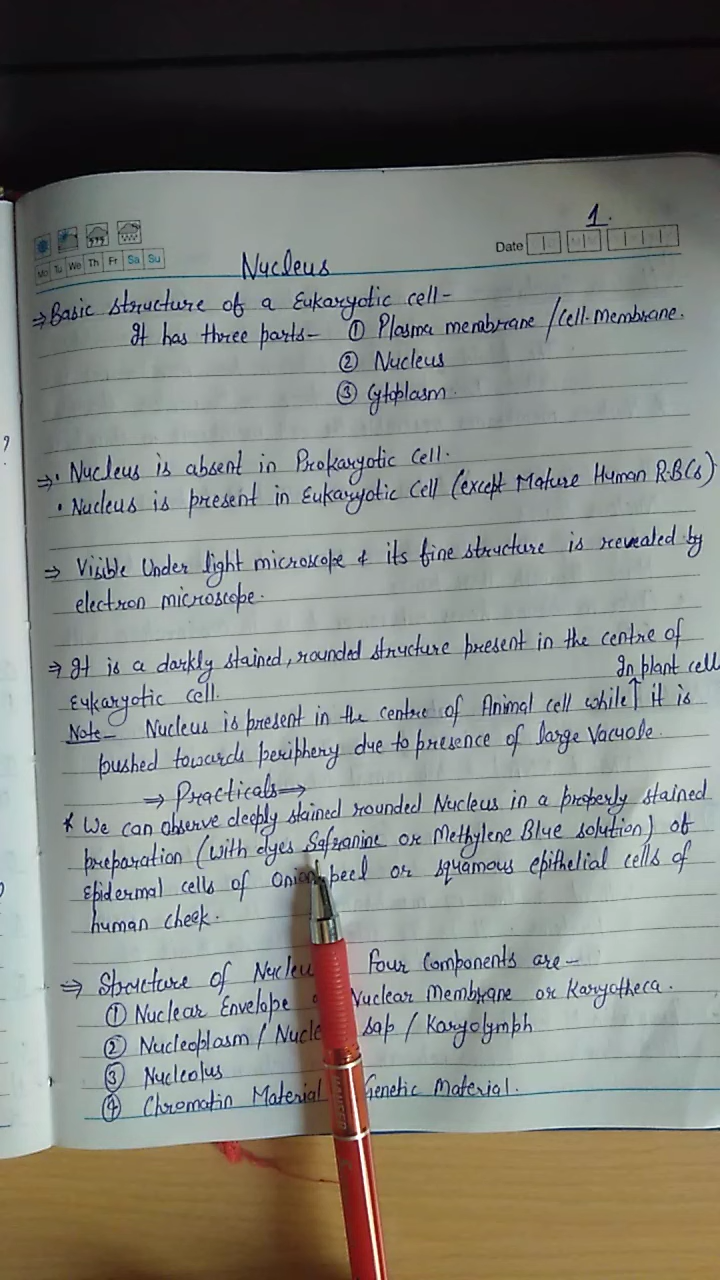 1.
Date
Mo Tu We Th Fr Sa Su
Nucleus
⇒ Basic structure of a Eukaryotic cell-
It has three parts- ① Plasma membrane / cell-membrane.
② Nucleus
③ Cytoplasm.
⇒ • Nucleus is absent in Prokaryotic Cell.
• Nucleus is present in Eukaryotic Cell (except Mature Human R.B.Cs)
⇒ Visible Under light microscope & its fine structure is revealed by
electron microscope.
⇒ It is a darkly stained, rounded structure present in the centre of
Eukaryotic cell.
In plant cell
Note- Nucleus is present in the centre of Animal cell while ↑ it is
pushed towards periphery due to presence of large Vacuole.
⇒ Practicals →
* We can observe deeply stained rounded Nucleus in a properly stained
preparation (with dyes Safranine or Methylene Blue solution) of
Epidermal cells of Onion peel or squamous epithelial cells of
human cheek.
⇒ Structure of Nucleu Four Components are-
① Nuclear Envelope Nuclear Membrane or Karyotheca.
② Nucleoplasm / Nucle sap / Karyolymph
③ Nucleolus
④ Chromatin Material Genetic Material.